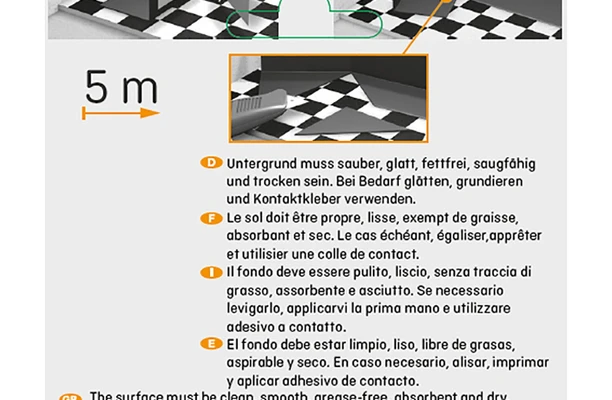 5 m
D Untergrund muss sauber, glatt, fettfrei, saugfåhig
und trocken sein. Bei Bedarf glåtten, grundieren
und Kontaktkleber verwenden.
F Le sol doit être propre, lisse, exempt de graisse,
absorbant et sec. Le cas échéant, égaliser,apprêter
et utilisier une colle de contact.
I Il fondo deve essere pulito, liscio, senza traccia di
grasso, assorbente e asciutto. Se necessario
levigarlo, applicarvi la prima mano e utilizzare
adesivo a contatto.
E El fondo debe estar limpio, liso, libre de grasas,
aspirable y seco. En caso necesario, alisar, imprimar
y aplicar adhesivo de contacto.
GB The surface must be clean, smooth, grease-free, absorbent and dry